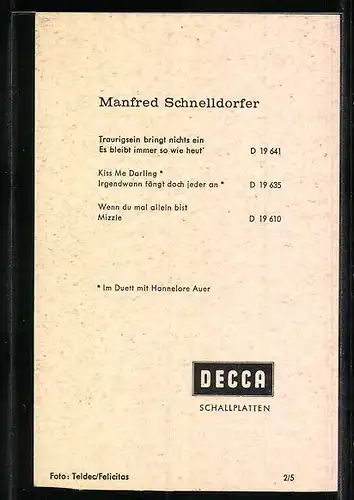 Manfred Schnelldorfer
Traurigsein bringt nichts ein
Es bleibt immer so wie heut' D 19 641
Kiss Me Darling *
Irgendwann fängt doch jeder an * D 19 635
Wenn du mal allein bist
Mizzie D 19 610
* Im Duett mit Hannelore Auer
DECCA
SCHALLPLATTEN
Foto: Teldec/Felicitas 2/5